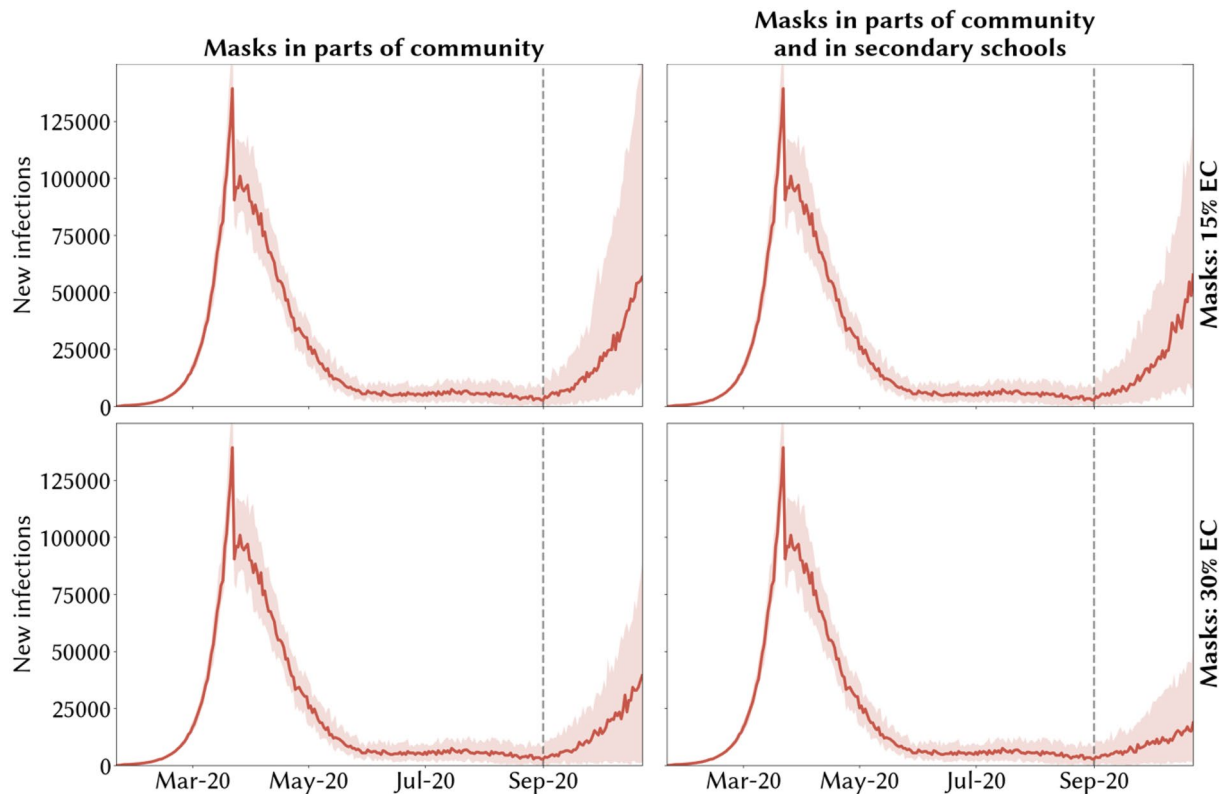 Masks in parts of community
Masks in parts of community
and in secondary schools
New infections
125000
100000
75000
50000
25000
0
Masks: 15% EC
New infections
125000
100000
75000
50000
25000
0
Masks: 30% EC
Mar-20
May-20
Jul-20
Sep-20
Mar-20
May-20
Jul-20
Sep-20